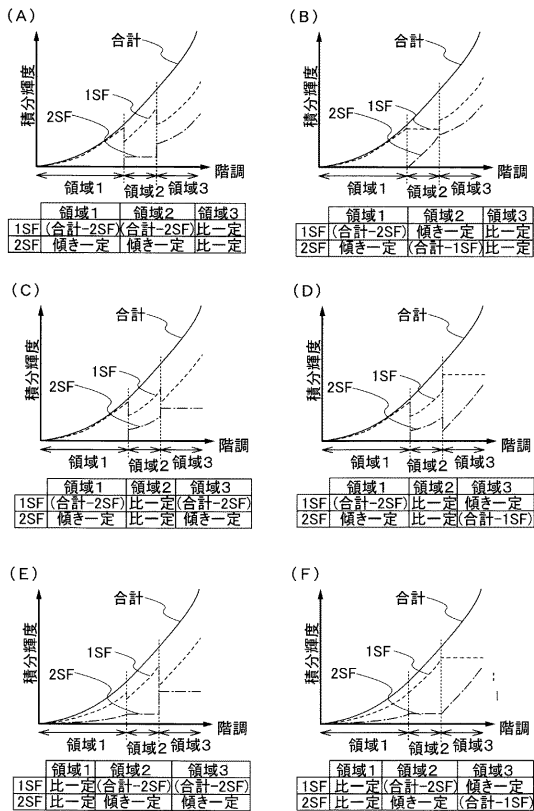 (A)
積分輝度
合計
1SF
2SF
階調
領域1 領域2 領域3
領域1 領域2 領域3
1SF (合計-2SF) (合計-2SF) 比一定
2SF 傾き一定 傾き一定 比一定
(B)
積分輝度
合計
1SF
2SF
階調
領域1 領域2 領域3
領域1 領域2 領域3
1SF (合計-2SF) 傾き一定 比一定
2SF 傾き一定 (合計-1SF) 比一定
(C)
積分輝度
合計
1SF
2SF
階調
領域1 領域2 領域3
領域1 領域2 領域3
1SF (合計-2SF) 比一定 (合計-2SF)
2SF 傾き一定 比一定 傾き一定
(D)
積分輝度
合計
1SF
2SF
階調
領域1 領域2 領域3
領域1 領域2 領域3
1SF (合計-2SF) 比一定 傾き一定
2SF 傾き一定 比一定 (合計-1SF)
(E)
積分輝度
合計
1SF
2SF
階調
領域1 領域2 領域3
領域1 領域2 領域3
1SF 比一定 (合計-2SF) (合計-2SF)
2SF 比一定 傾き一定 傾き一定
(F)
積分輝度
合計
1SF
2SF
階調
領域1 領域2 領域3
領域1 領域2 領域3
1SF 比一定 (合計-2SF) 傾き一定
2SF 比一定 傾き一定 (合計-1SF)